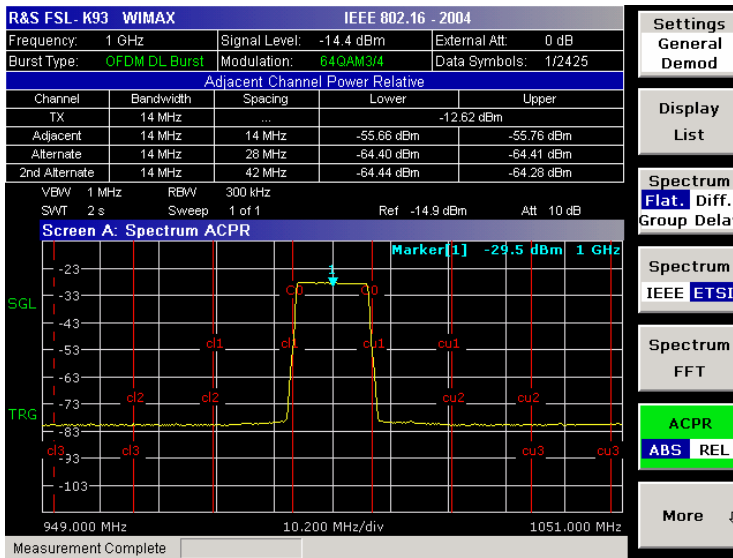 R&S FSL- K93 WIMAX IEEE 802.16 - 2004
Frequency: 1 GHz Signal Level: -14.4 dBm External Att: 0 dB
Burst Type: OFDM DL Burst Modulation: 64QAM3/4 Data Symbols: 1/2425
Adjacent Channel Power Relative
Channel Bandwidth Spacing Lower Upper
TX 14 MHz ... -12.62 dBm
Adjacent 14 MHz 14 MHz -55.66 dBm -55.76 dBm
Alternate 14 MHz 28 MHz -64.40 dBm -64.41 dBm
2nd Alternate 14 MHz 42 MHz -64.44 dBm -64.28 dBm
VBW 1 MHz RBW 300 kHz
SWT 2 s Sweep 1 of 1 Ref -14.9 dBm Att 10 dB
Screen A: Spectrum ACPR
Marker[1] -29.5 dBm 1 GHz
1
-23
C0 C0
-33
SGL
-43
cl1 cl1 cu1 cu1
-53
-63
cl2 cl2 cu2 cu2
-73
TRG
-83
cl3 cl3 cu3 cu3
-93
-103
949.000 MHz 10.200 MHz/div 1051.000 MHz
Measurement Complete
Settings
General
Demod
Display
List
Spectrum
Flat. Diff.
Group Delay
Spectrum
IEEE ETSI
Spectrum
FFT
ACPR
ABS REL
More